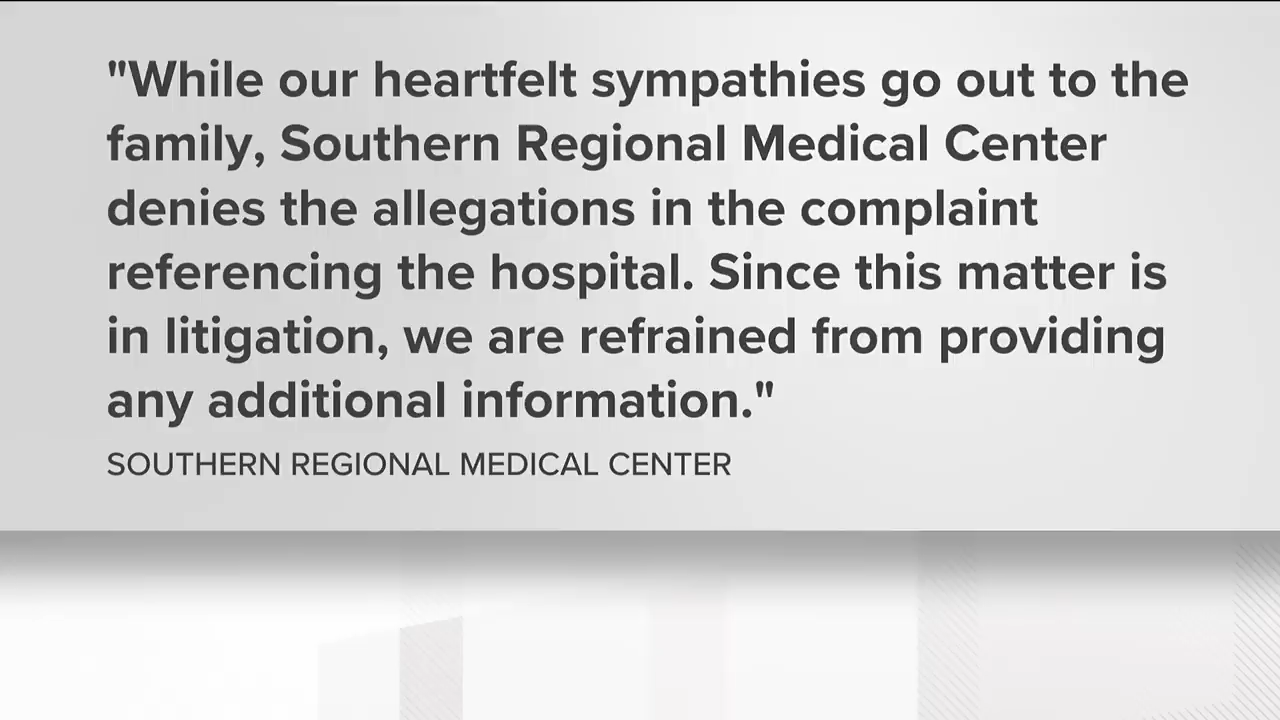 "While our heartfelt sympathies go out to the
family, Southern Regional Medical Center
denies the allegations in the complaint
referencing the hospital. Since this matter is
in litigation, we are refrained from providing
any additional information."
SOUTHERN REGIONAL MEDICAL CENTER